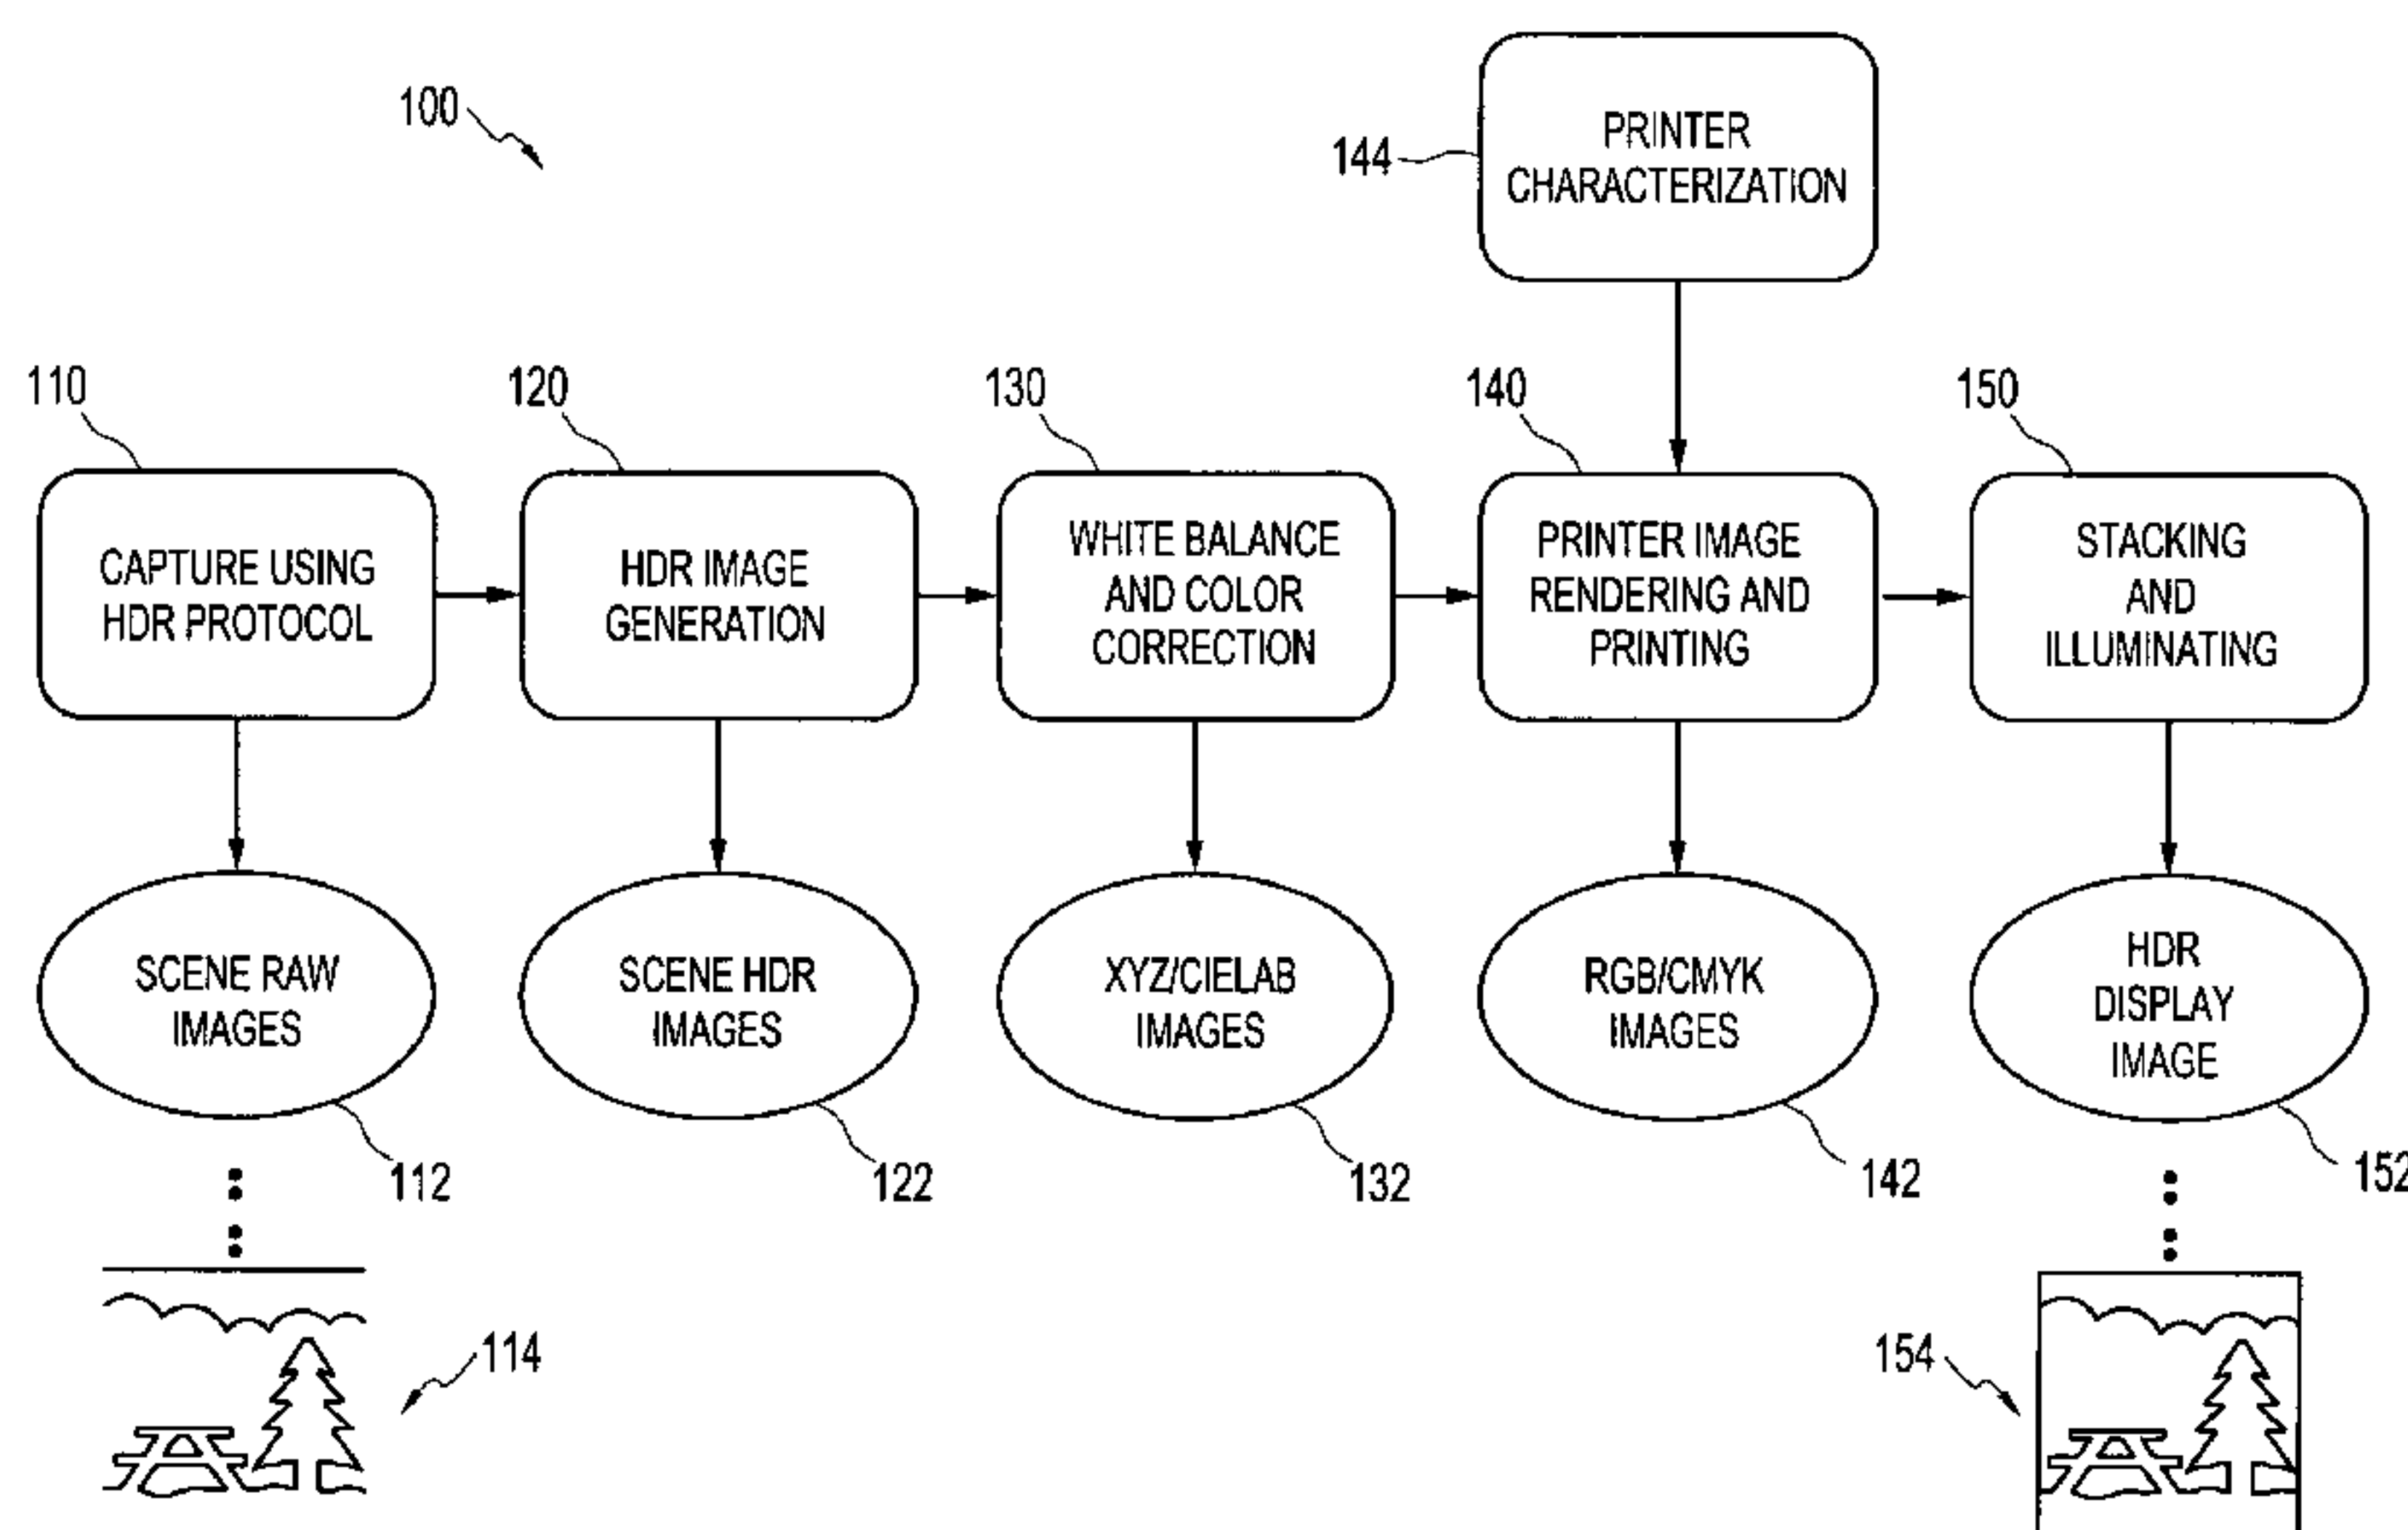 100
144
PRINTER
CHARACTERIZATION
110
120
130
140
150
CAPTURE USING
HDR PROTOCOL
HDR IMAGE
GENERATION
WHITE BALANCE
AND COLOR
CORRECTION
PRINTER IMAGE
RENDERING AND
PRINTING
STACKING
AND
ILLUMINATING
SCENE RAW
IMAGES
SCENE HDR
IMAGES
XYZ/CIELAB
IMAGES
RGB/CMYK
IMAGES
HDR
DISPLAY
IMAGE
112
122
132
142
152
114
154